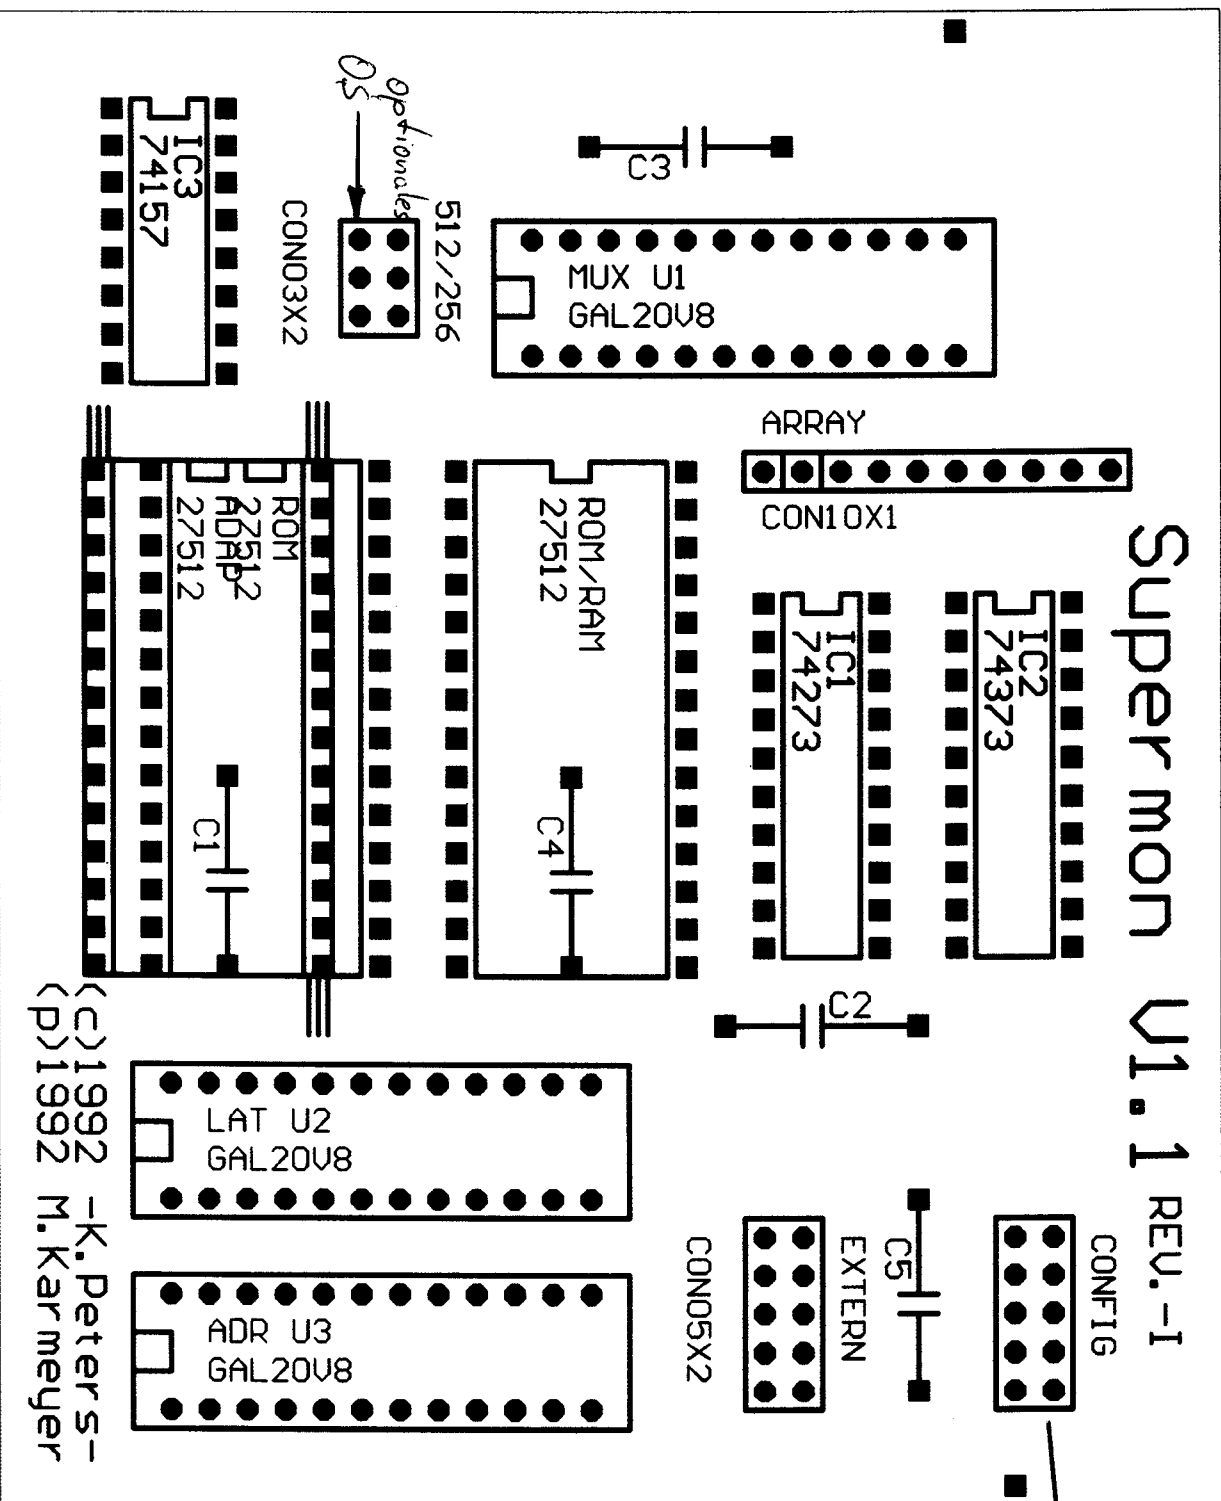 Optionales
OS
IC3
74157
CON03X2
512/256
C3
MUX U1
GAL20V8
ARRAY
CON10X1
ROM
27512
ADAP
27512
ROM/RAM
27512
IC1
74273
IC2
74373
Supermon V1.1 REV.-I
C1
C4
C2
LAT U2
GAL20V8
ADR U3
GAL20V8
CON05X2
EXTERN
C5
CONFIG
(c)1992 -K.Peters-
(p)1992 M.Karmeyer